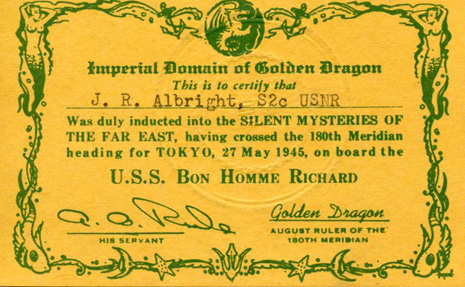 Imperial Domain of Golden Dragon
This is to certify that
J. R. Albright, S2c USNR
Was duly inducted into the SILENT MYSTERIES OF
THE FAR EAST, having crossed the 180th Meridian
heading for TOKYO, 27 May 1945, on board the
U.S.S. BON HOMME RICHARD
HIS SERVANT
Golden Dragon
AUGUST RULER OF THE
180TH MERIDIAN